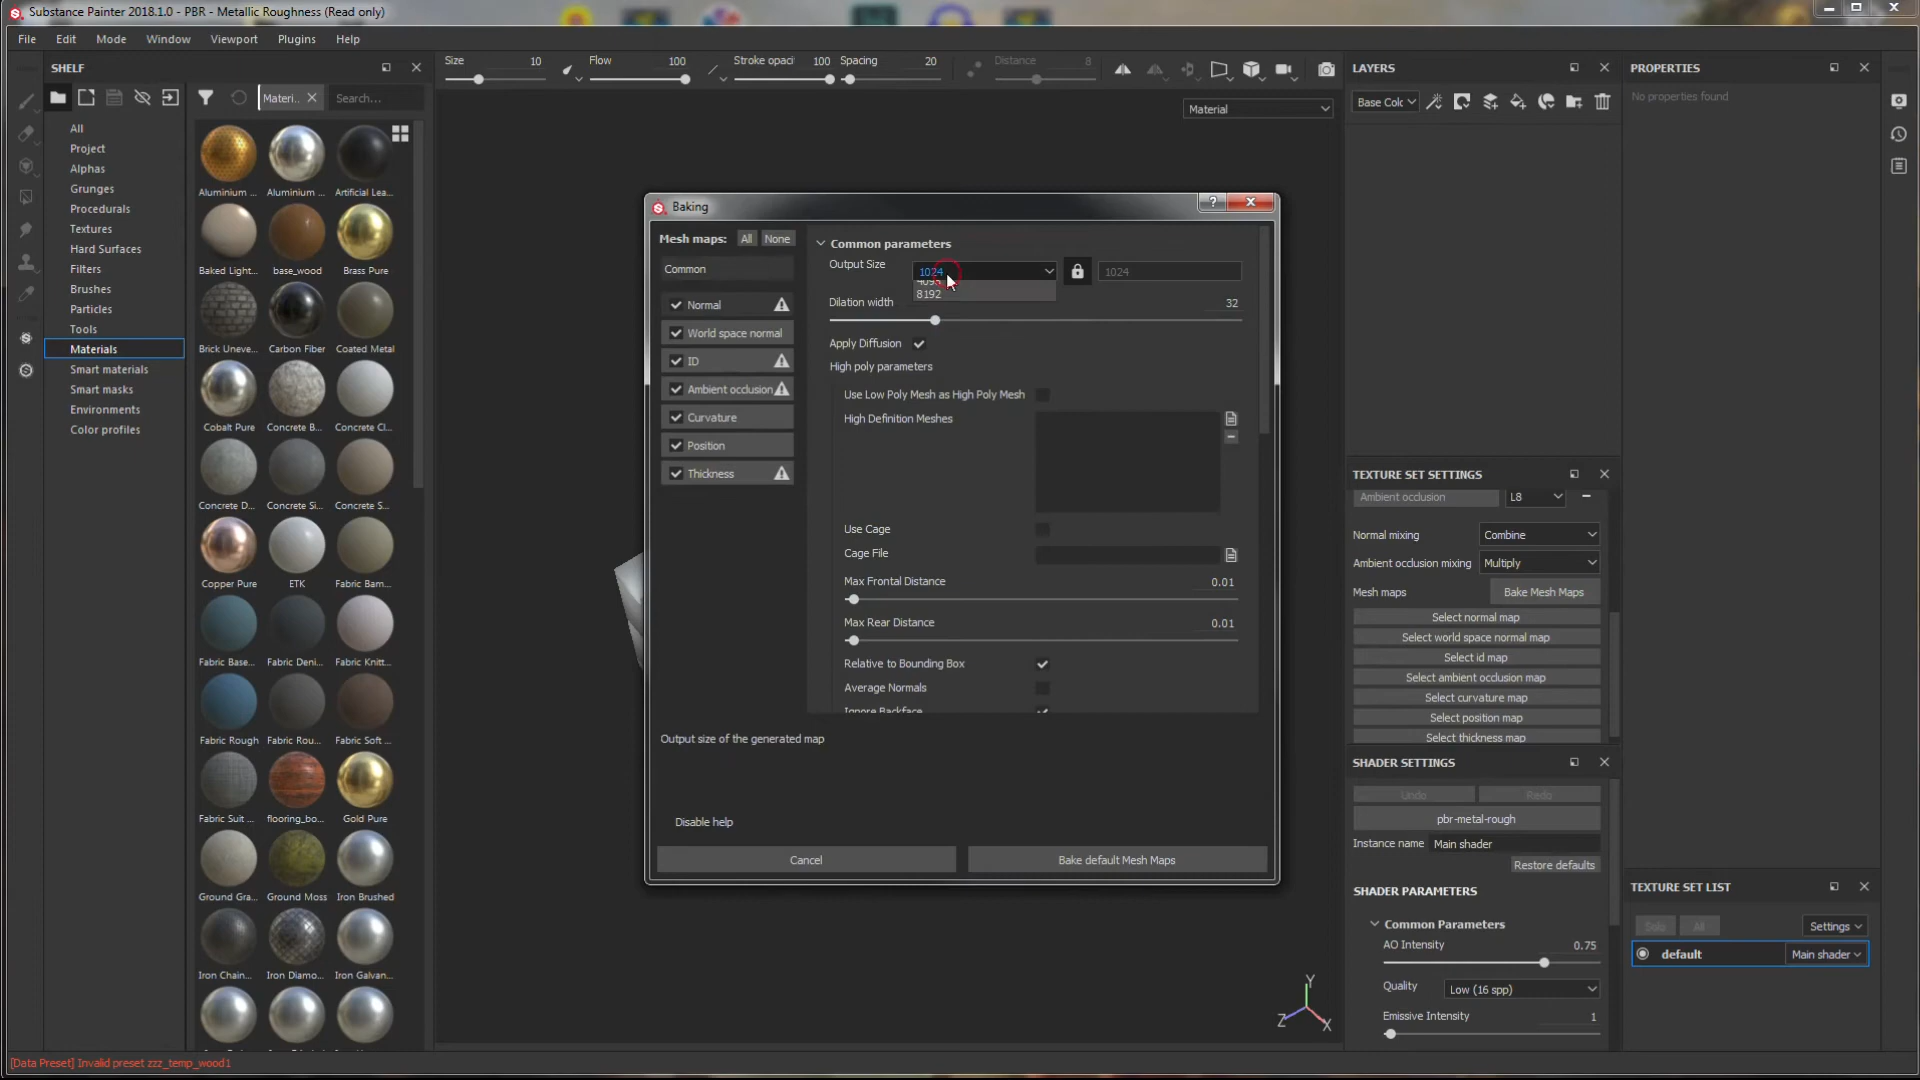 Substance Painter 2018.1.0 - PBR - Metallic Roughness (Read only)
File Edit Mode Window Viewport Plugins Help
SHELF
Materi..
Search...
All
Project
Alphas
Grunges
Procedurals
Textures
Hard Surfaces
Filters
Brushes
Particles
Tools
Materials
Smart materials
Smart masks
Environments
Color profiles
Aluminium ... Aluminium ... Artificial Lea...
Baked Light... base_wood Brass Pure
Brick Uneve... Carbon Fiber Coated Metal
Cobalt Pure Concrete B... Concrete Cl...
Concrete D... Concrete Si... Concrete S...
Copper Pure ETK Fabric Bam...
Fabric Base... Fabric Deni... Fabric Knitt...
Fabric Rough Fabric Rou... Fabric Soft ...
Fabric Suit ... flooring_bo... Gold Pure
Ground Gra... Ground Moss Iron Brushed
Iron Chain... Iron Diamo... Iron Galvan...
Size 10 Flow 100 Stroke opaci 100 Spacing 20 Distance 8
Material
Baking
?
Mesh maps: All None
Common
Normal
World space normal
ID
Ambient occlusion
Curvature
Position
Thickness
Common parameters
Output Size 1024 1024
8192
Dilation width 32
Apply Diffusion
High poly parameters
Use Low Poly Mesh as High Poly Mesh
High Definition Meshes
Use Cage
Cage File
Max Frontal Distance 0.01
Max Rear Distance 0.01
Relative to Bounding Box
Average Normals
Ignore Backface
Output size of the generated map
Disable help
Cancel Bake default Mesh Maps
Y
Z X
LAYERS
Base Colc
TEXTURE SET SETTINGS
Ambient occlusion L8
Normal mixing Combine
Ambient occlusion mixing Multiply
Mesh maps Bake Mesh Maps
Select normal map
Select world space normal map
Select id map
Select ambient occlusion map
Select curvature map
Select position map
Select thickness map
SHADER SETTINGS
Undo Redo
pbr-metal-rough
Instance name Main shader
Restore defaults
SHADER PARAMETERS
Common Parameters
AO Intensity 0.75
Quality Low (16 spp)
Emissive Intensity 1
PROPERTIES
No properties found
TEXTURE SET LIST
Solo All Settings
default Main shader
[Data Preset] Invalid preset zzz_temp_wood1